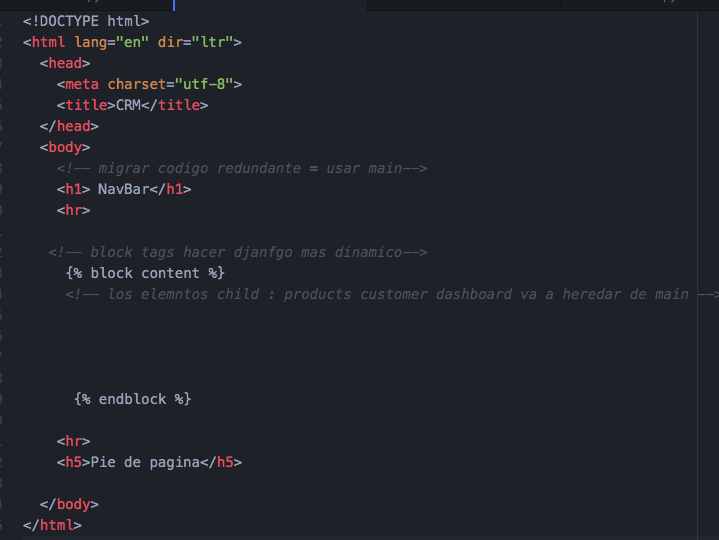 <!DOCTYPE html>
<html lang="en" dir="ltr">
<head>
<meta charset="utf-8">
<title>CRM</title>
</head>
<body>
<!-- migrar codigo redundante = usar main-->
<h1> NavBar</h1>
<hr>
<!-- block tags hacer djanfgo mas dinamico-->
{% block content %}
<!-- los elemntos child : products customer dashboard va a heredar de main -->
{% endblock %}
<hr>
<h5>Pie de pagina</h5>
</body>
</html>